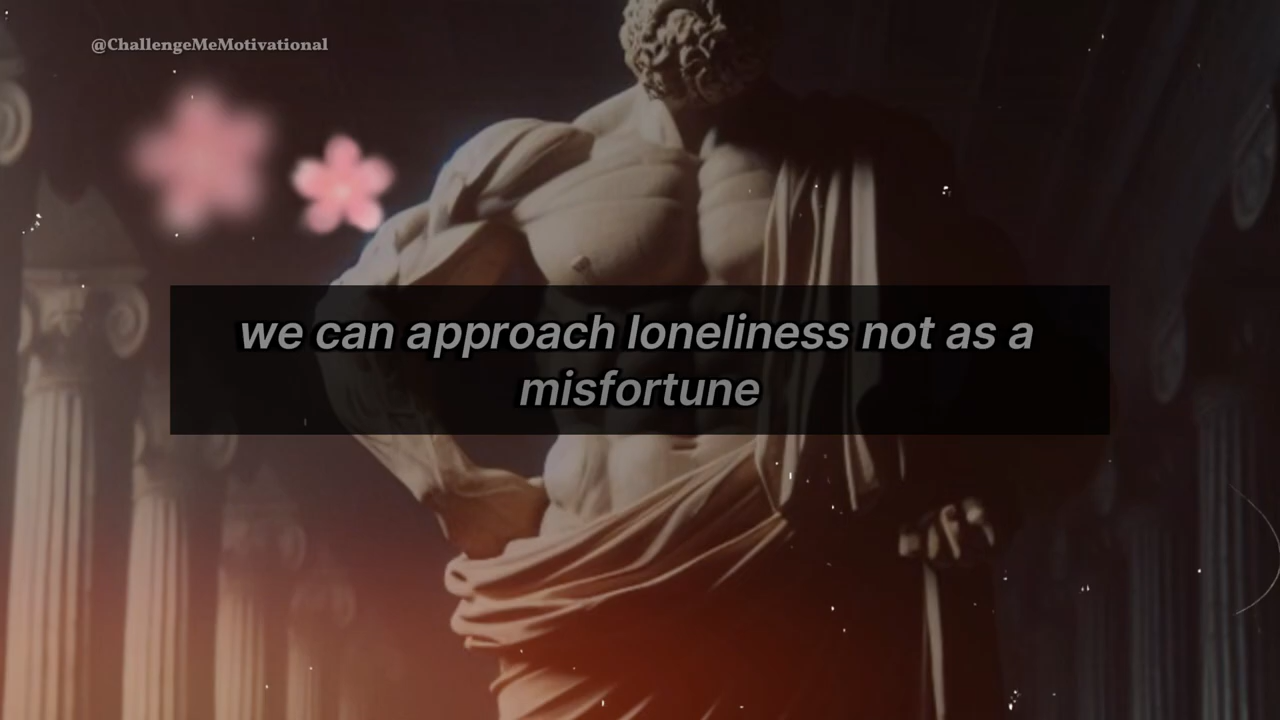 @ChallengeMeMotivational
we can approach loneliness not as a
misfortune